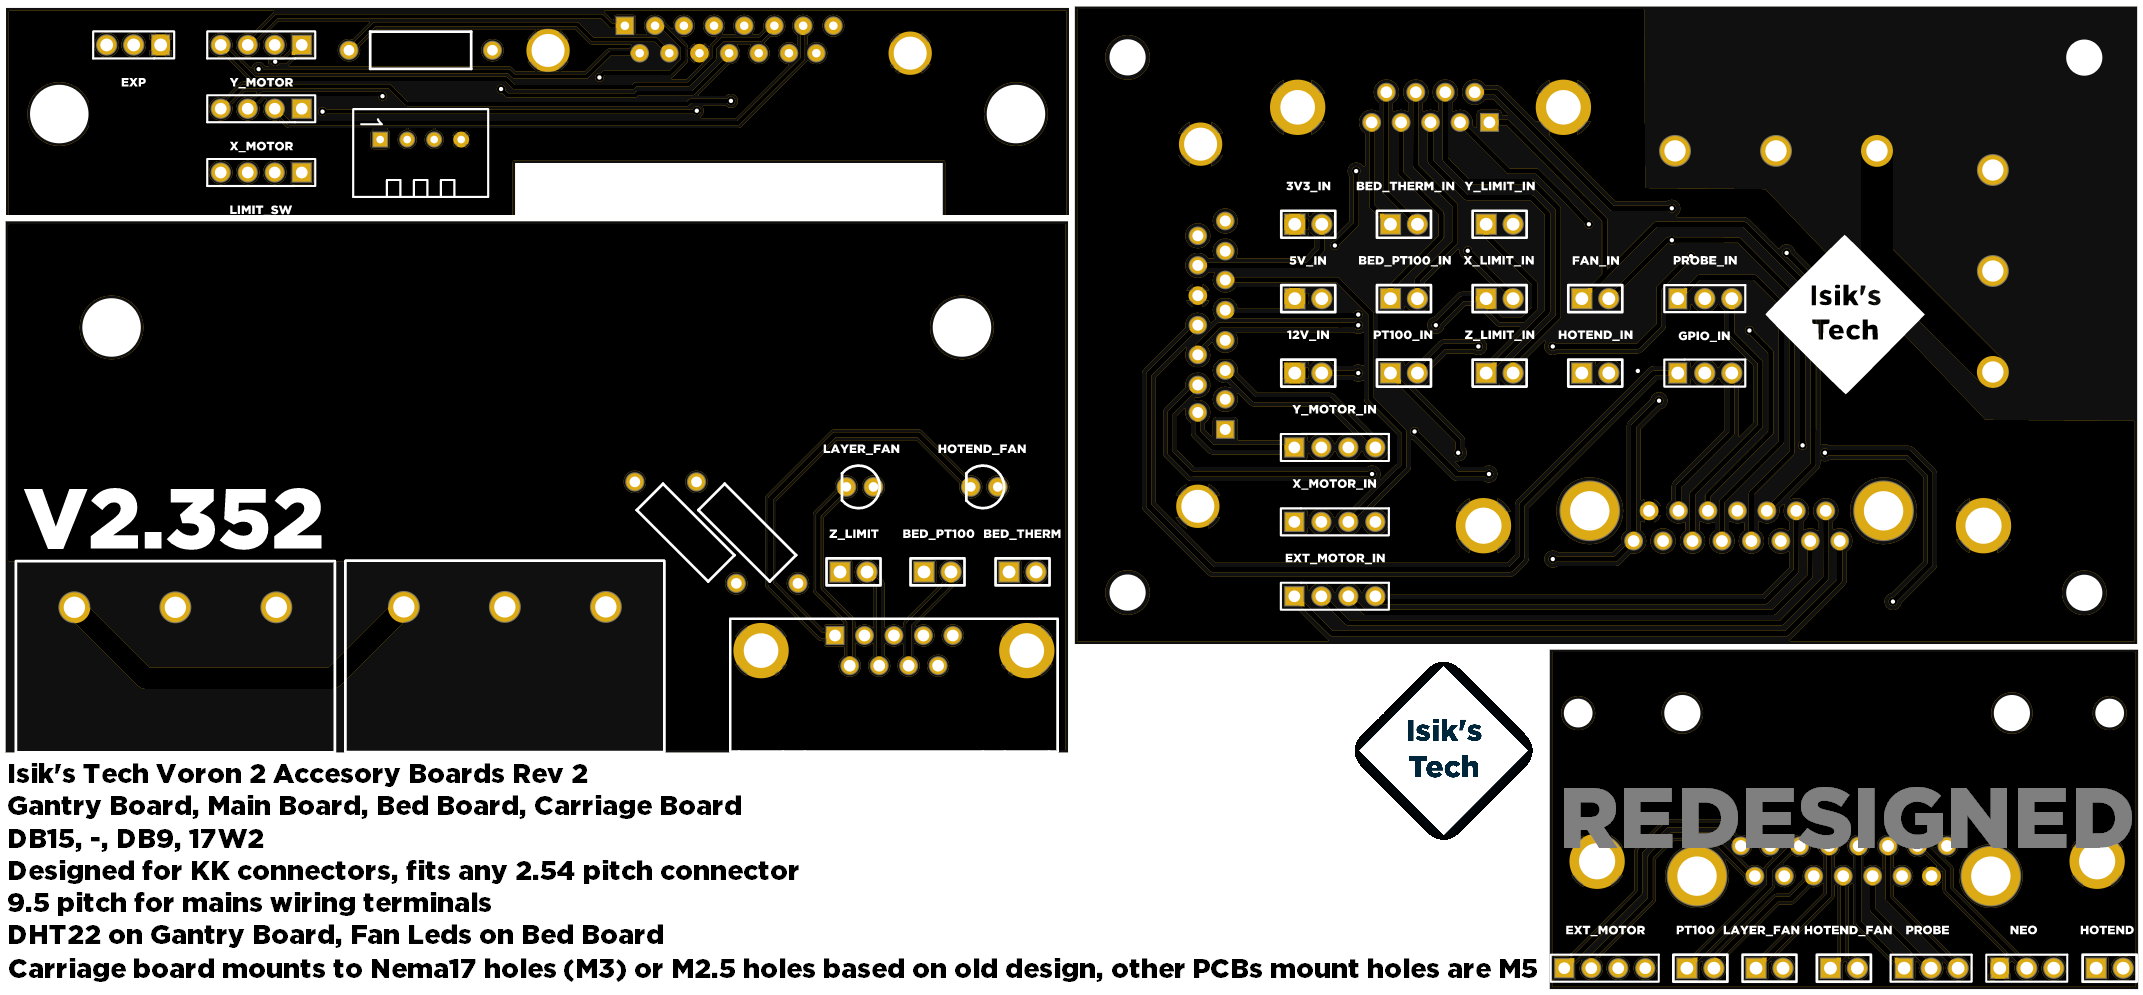 EXP
Y_MOTOR
X_MOTOR
LIMIT_SW
1
LAYER_FAN HOTEND_FAN
V2.352
Z_LIMIT BED_PT100 BED_THERM
3V3_IN BED_THERM_IN Y_LIMIT_IN
5V_IN BED_PT100_IN X_LIMIT_IN FAN_IN PROBE_IN
12V_IN PT100_IN Z_LIMIT_IN HOTEND_IN GPIO_IN
Y_MOTOR_IN
X_MOTOR_IN
EXT_MOTOR_IN
Isik's
Tech
Isik's
Tech
REDESIGNED
EXT_MOTOR PT100 LAYER_FAN HOTEND_FAN PROBE NEO HOTEND
Isik's Tech Voron 2 Accesory Boards Rev 2
Gantry Board, Main Board, Bed Board, Carriage Board
DB15, -, DB9, 17W2
Designed for KK connectors, fits any 2.54 pitch connector
9.5 pitch for mains wiring terminals
DHT22 on Gantry Board, Fan Leds on Bed Board
Carriage board mounts to Nema17 holes (M3) or M2.5 holes based on old design, other PCBs mount holes are M5